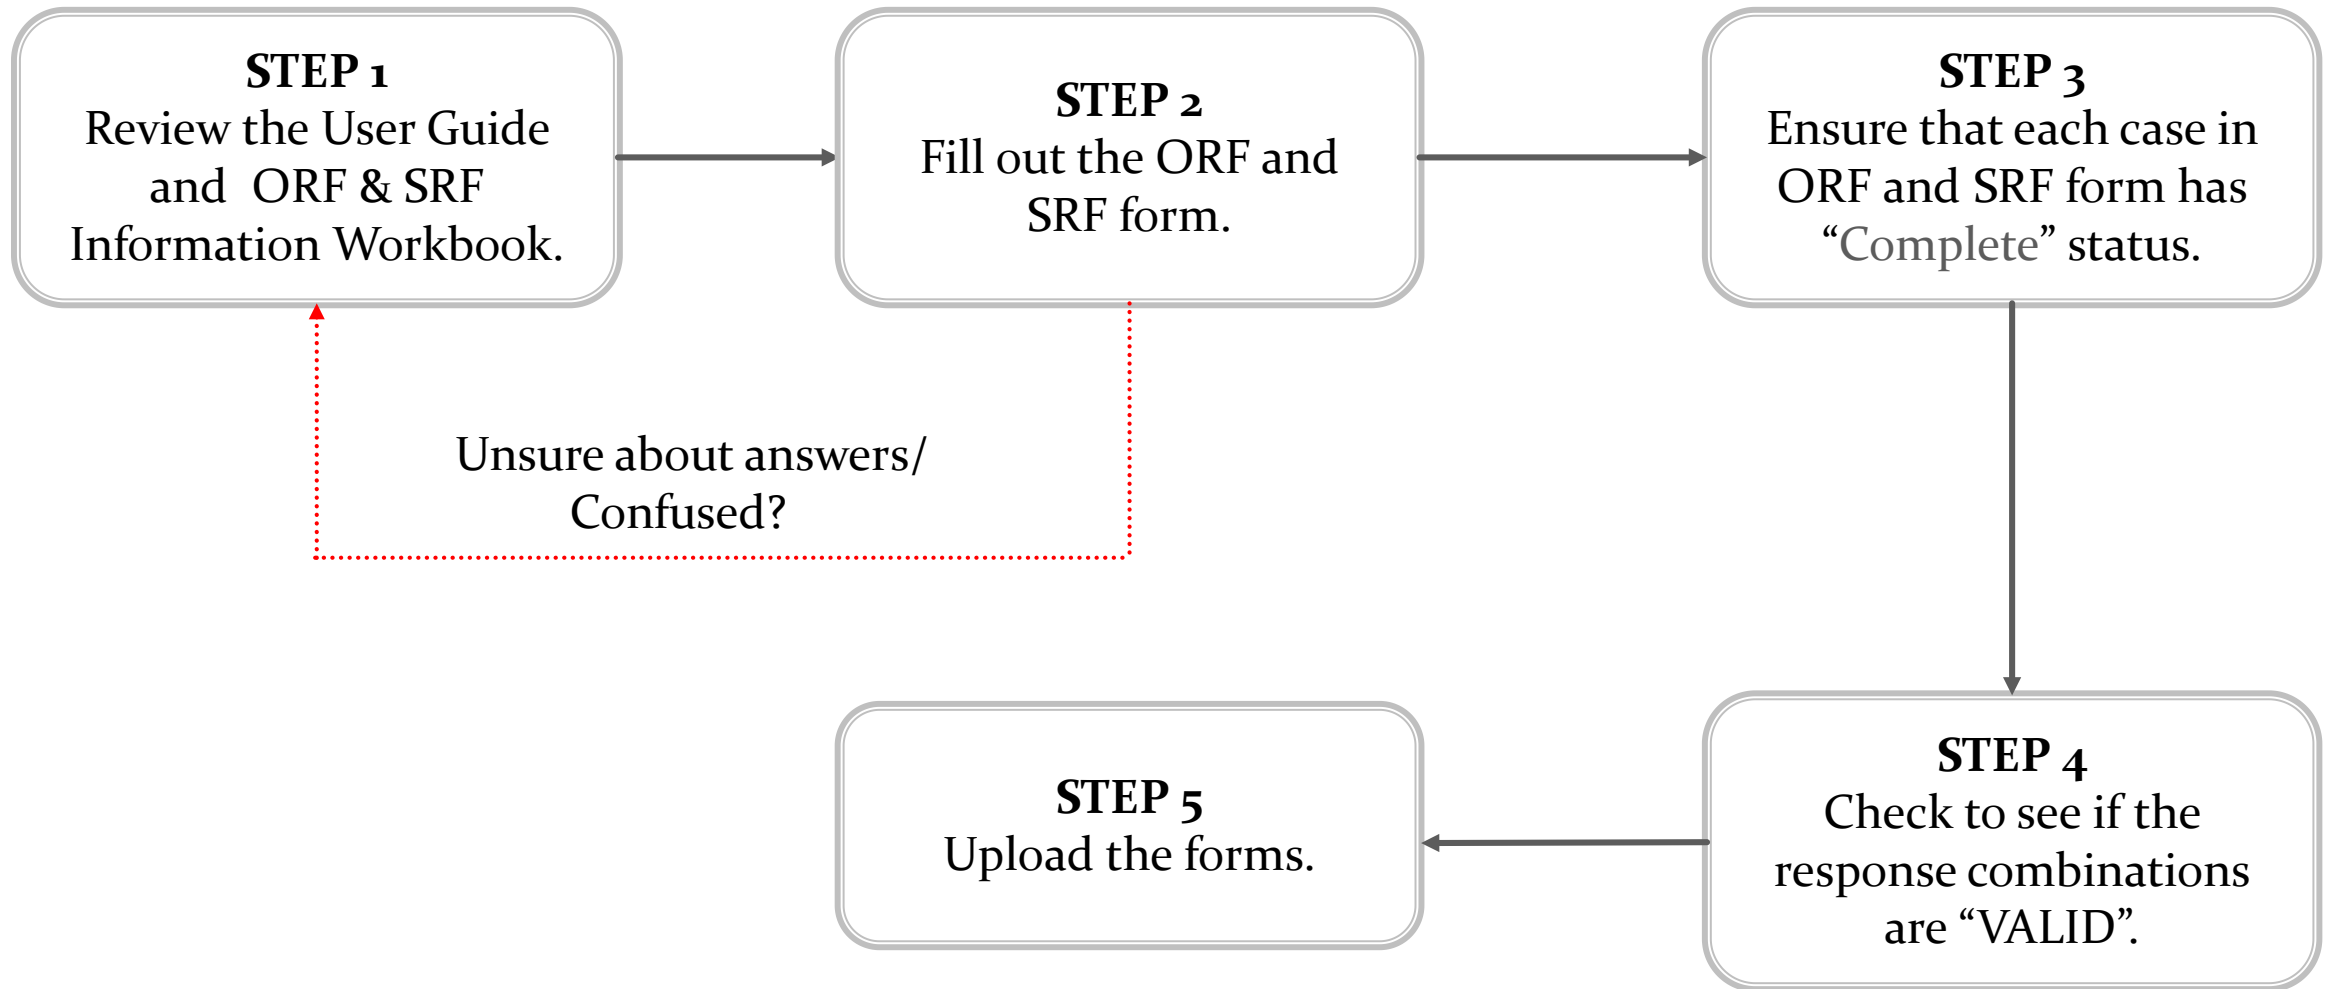 STEP 1
Review the User Guide
and ORF & SRF
Information Workbook.
STEP 2
Fill out the ORF and
SRF form.
STEP 3
Ensure that each case in
ORF and SRF form has
“Complete” status.
Unsure about answers/
Confused?
STEP 4
Check to see if the
response combinations
are “VALID”.
STEP 5
Upload the forms.